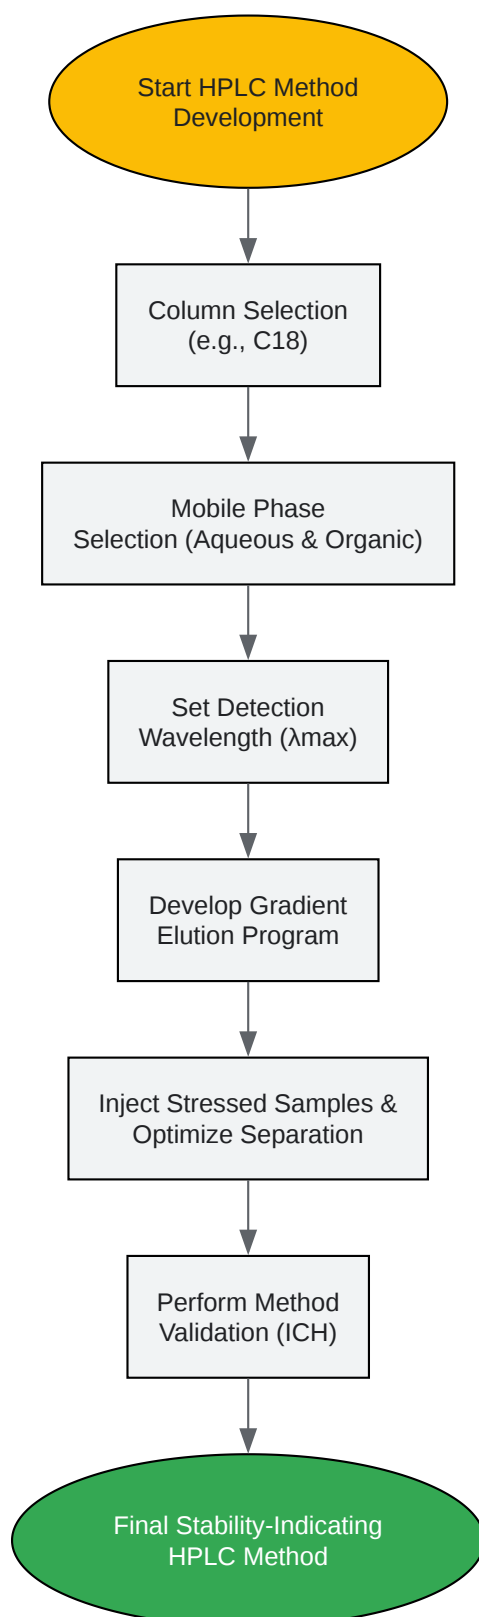 Start HPLC Method
Development
Column Selection
(e.g., C18)
Mobile Phase
Selection (Aqueous & Organic)
Set Detection
Wavelength (λmax)
Develop Gradient
Elution Program
Inject Stressed Samples &
Optimize Separation
Perform Method
Validation (ICH)
Final Stability-Indicating
HPLC Method